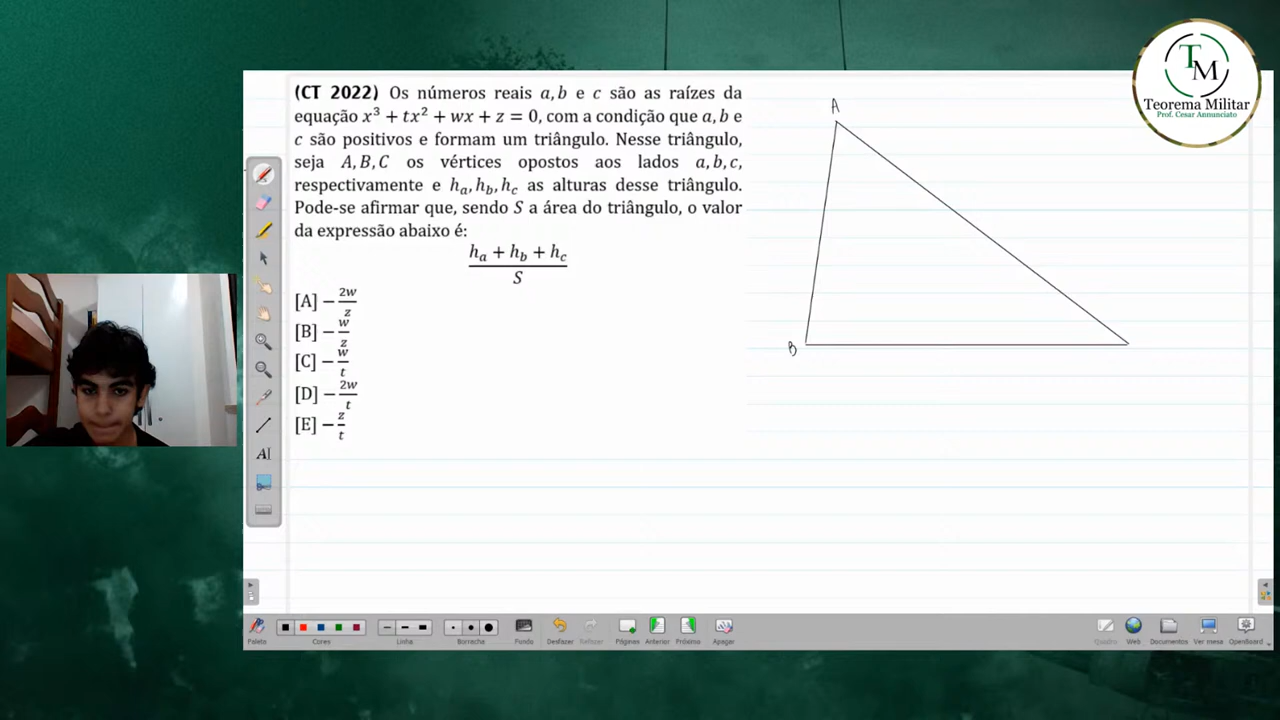 (CT 2022) Os números reais a, b e c são as raízes da
equação x³ + tx² + wx + z = 0, com a condição que a, b e
c são positivos e formam um triângulo. Nesse triângulo,
seja A, B, C os vértices opostos aos lados a, b, c,
respectivamente e hₐ, h_b, h_c as alturas desse triângulo.
Pode-se afirmar que, sendo S a área do triângulo, o valor
da expressão abaixo é:
hₐ + h_b + h_c
S
[A] − 2w/z
[B] − w/z
[C] − w/t
[D] − 2w/t
[E] − z/t
A
B
TM
Teorema Militar
Prof. Cesar Annunciato
AI
Paleta
Cores
Linha
Borracha
Fundo
Desfazer
Refazer
Páginas
Anterior
Próxima
Apagar
Quadro
Web
Documentos
Ver mesa
OpenBoard